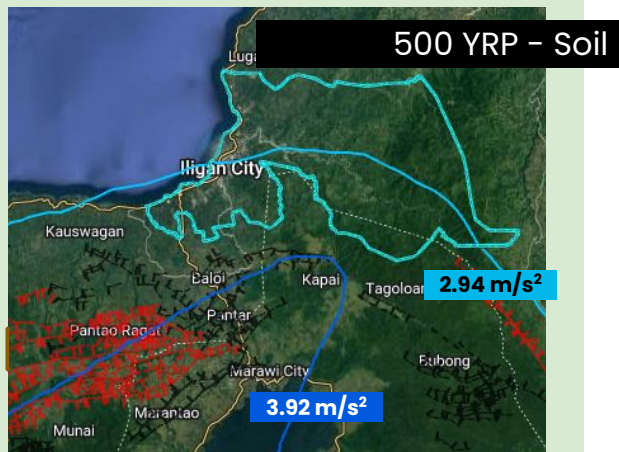 500 YRP - Soil
Luga
Iligan City
Kauswagan
Baloi
Kapai
Tagoloan
2.94 m/s²
Pantar
Pantao Ragat
Bubong
Marawi City
3.92 m/s²
Marantao
Munai